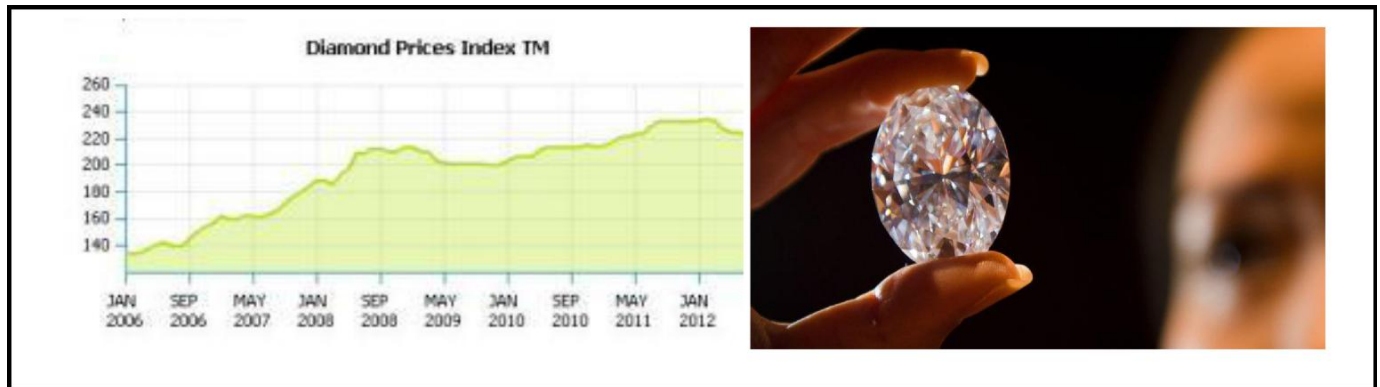 Diamond Prices Index TM
260
240
220
200
180
160
140
JAN SEP MAY JAN SEP MAY JAN SEP MAY JAN
2006 2006 2007 2008 2008 2009 2010 2010 2011 2012